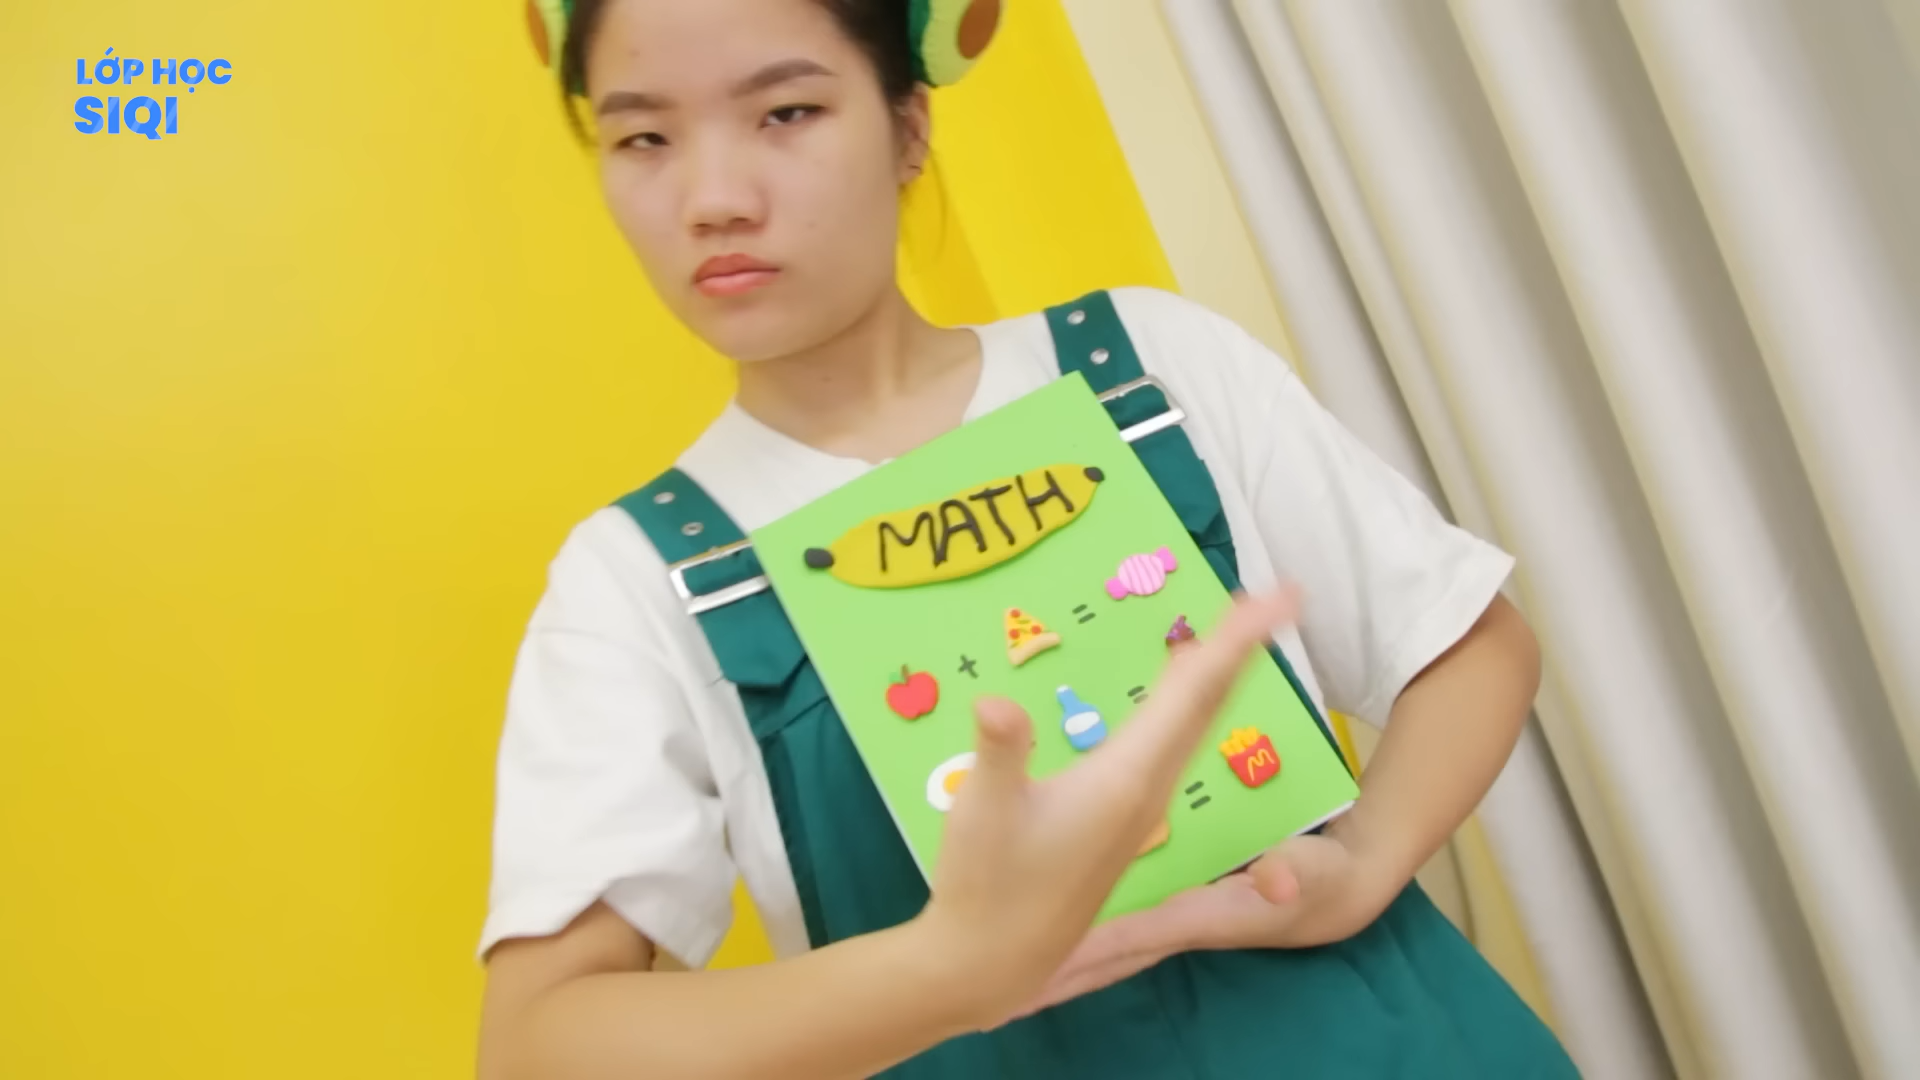 LỚP HỌC
SIQI
MATH
+ =
=
=
M